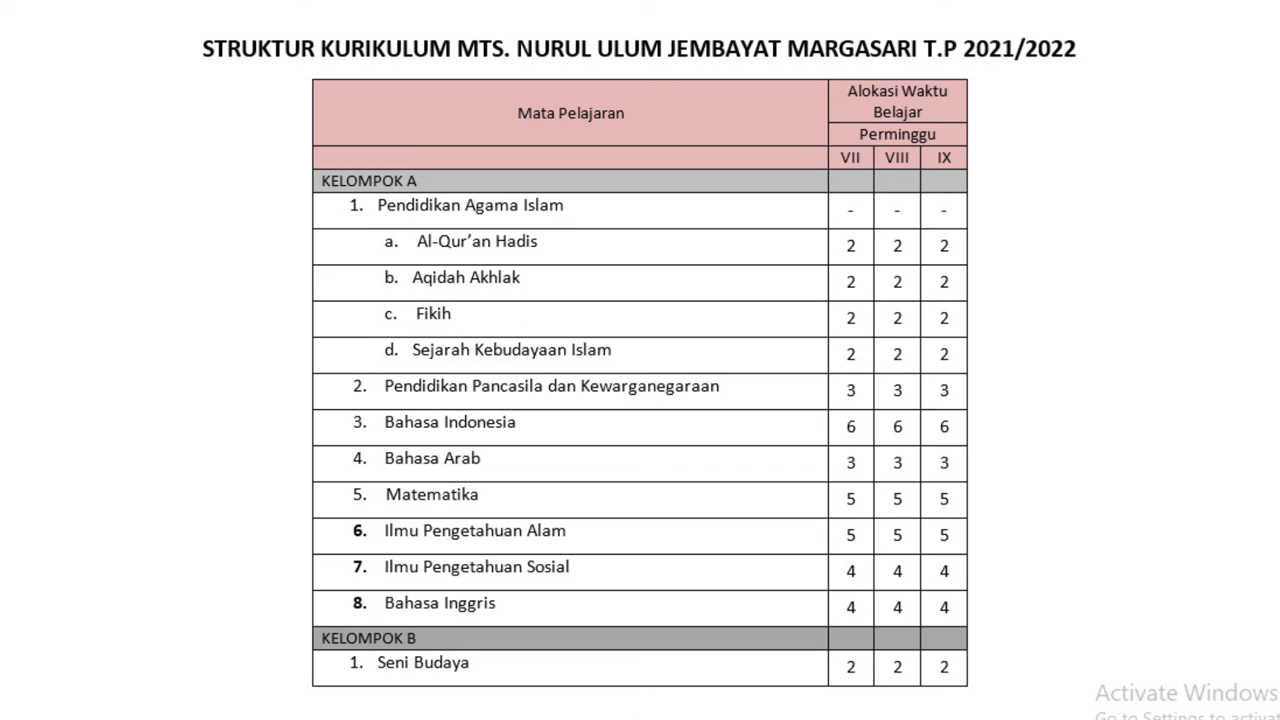 STRUKTUR KURIKULUM MTS. NURUL ULUM JEMBAYAT MARGASARI T.P 2021/2022
Mata Pelajaran
Alokasi Waktu
Belajar
Perminggu
VII VIII IX
KELOMPOK A
1. Pendidikan Agama Islam - - -
a. Al-Qur’an Hadis 2 2 2
b. Aqidah Akhlak 2 2 2
c. Fikih 2 2 2
d. Sejarah Kebudayaan Islam 2 2 2
2. Pendidikan Pancasila dan Kewarganegaraan 3 3 3
3. Bahasa Indonesia 6 6 6
4. Bahasa Arab 3 3 3
5. Matematika 5 5 5
6. Ilmu Pengetahuan Alam 5 5 5
7. Ilmu Pengetahuan Sosial 4 4 4
8. Bahasa Inggris 4 4 4
KELOMPOK B
1. Seni Budaya 2 2 2
Activate Windows
Go to Settings to activat